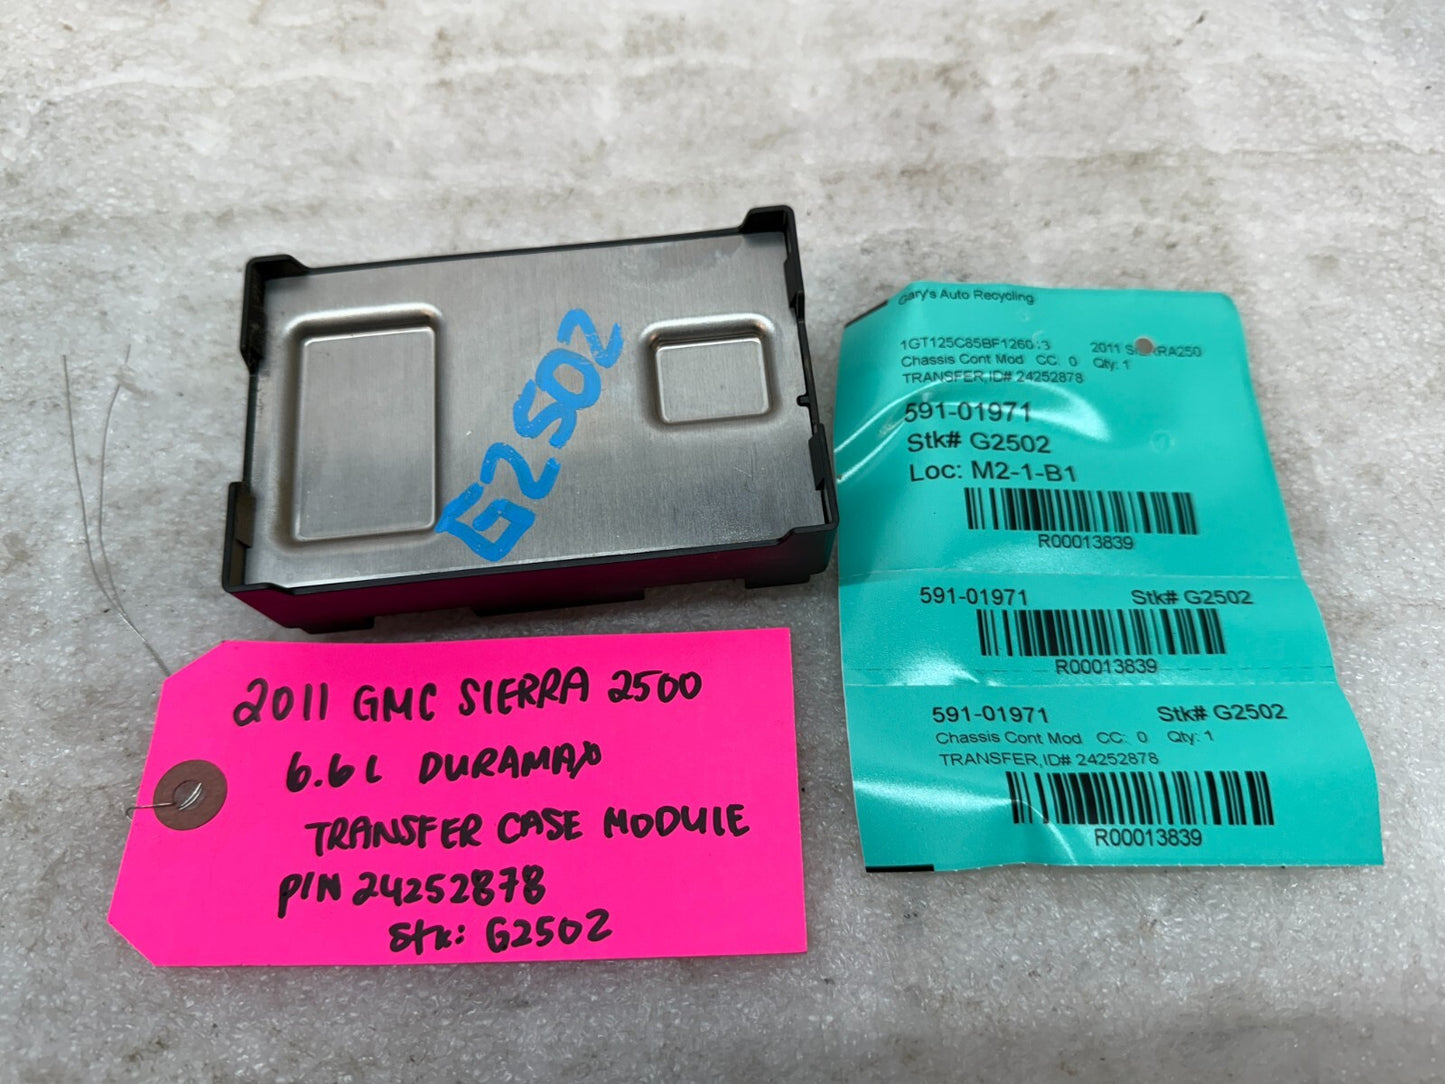 G2502
Gary's Auto Recycling
2011
Chassis Cont Mod CC: 0 Qty: 1
TRANSFER,ID# 24252878
591-01971
Stk# G2502
Loc: M2-1-B1
R00013839
591-01971 Stk# G2502
R00013839
591-01971 Stk# G2502
Chassis Cont Mod CC: 0 Qty: 1
TRANSFER,ID# 24252878
R00013839
2011 GMC SIERRA 2500
6.6L DURAMAX
TRANSFER CASE MODULE
P/N 24252878
Stk: G2502